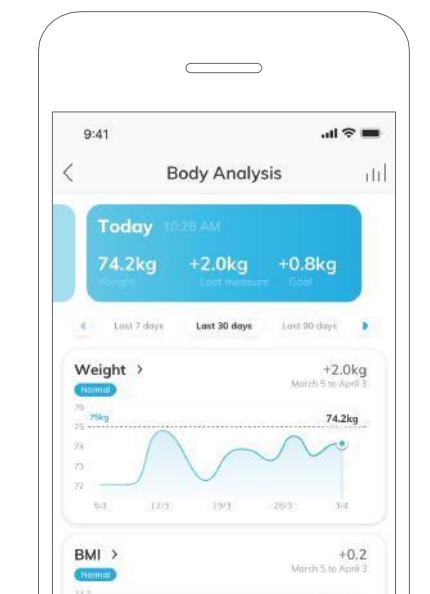 9:41
Body Analysis
Today 10:28 AM
74.2kg +2.0kg +0.8kg
Weight Last measure Goal
Last 7 days Last 30 days Last 90 days
Weight > +2.0kg
Normal March 5 to April 3
76
75kg 74.2kg
75
74
73
72
5/3 12/3 19/3 26/3 3/4
BMI > +0.2
Normal March 5 to April 3